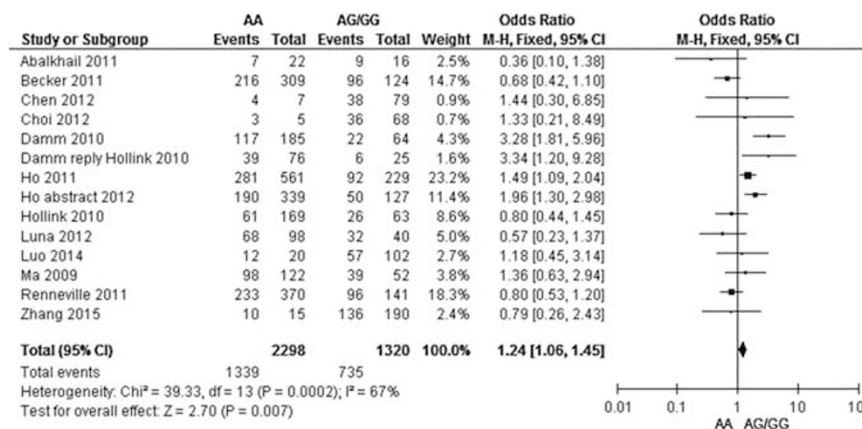 AA AG/GG Odds Ratio Odds Ratio
Study or Subgroup Events Total Events Total Weight M-H, Fixed, 95% CI M-H, Fixed, 95% CI
Abalkhail 2011 7 22 9 16 2.5% 0.36 [0.10, 1.38]
Becker 2011 216 309 96 124 14.7% 0.68 [0.42, 1.10]
Chen 2012 4 7 38 79 0.9% 1.44 [0.30, 6.85]
Choi 2012 3 5 36 68 0.7% 1.33 [0.21, 8.49]
Damm 2010 117 185 22 64 4.3% 3.28 [1.81, 5.96]
Damm reply Hollink 2010 39 76 6 25 1.6% 3.34 [1.20, 9.28]
Ho 2011 281 561 92 229 23.2% 1.49 [1.09, 2.04]
Ho abstract 2012 190 339 50 127 11.4% 1.96 [1.30, 2.98]
Hollink 2010 61 169 26 63 8.6% 0.80 [0.44, 1.45]
Luna 2012 68 98 32 40 5.0% 0.57 [0.23, 1.37]
Luo 2014 12 20 57 102 2.7% 1.18 [0.45, 3.14]
Ma 2009 98 122 39 52 3.8% 1.36 [0.63, 2.94]
Renneville 2011 233 370 96 141 18.3% 0.80 [0.53, 1.20]
Zhang 2015 10 15 136 190 2.4% 0.79 [0.26, 2.43]
Total (95% CI) 2298 1320 100.0% 1.24 [1.06, 1.45]
Total events 1339 735
Heterogeneity: Chi² = 39.33, df = 13 (P = 0.0002); I² = 67%
Test for overall effect: Z = 2.70 (P = 0.007)
0.01 0.1 1 10 10
AA AG/GG